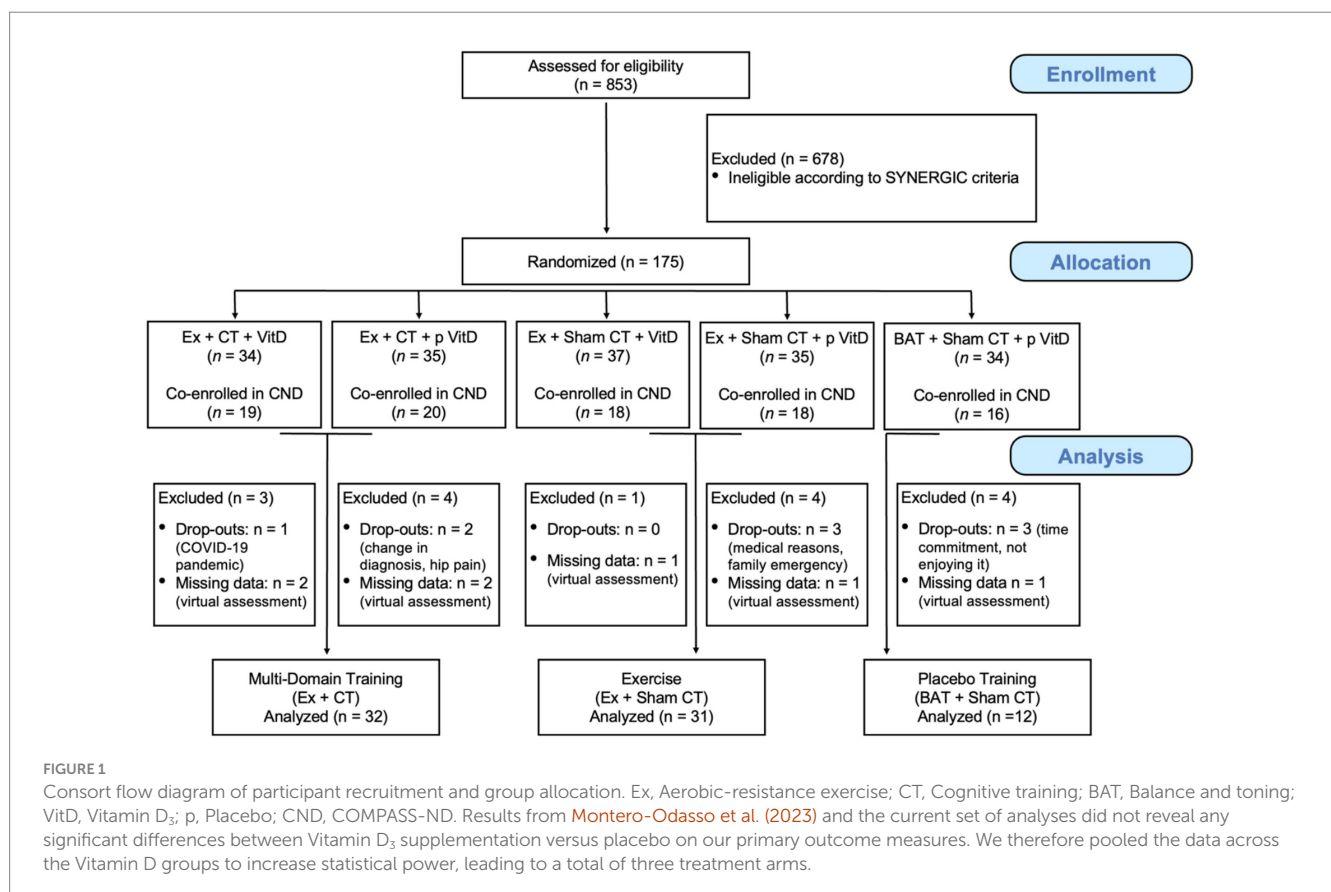 Assessed for eligibility
(n = 853)
Enrollment
Excluded (n = 678)
• Ineligible according to SYNERGIC criteria
Randomized (n = 175)
Allocation
Ex + CT + VitD
(n = 34)
Co-enrolled in CND
(n = 19)
Ex + CT + p VitD
(n = 35)
Co-enrolled in CND
(n = 20)
Ex + Sham CT + VitD
(n = 37)
Co-enrolled in CND
(n = 18)
Ex + Sham CT + p VitD
(n = 35)
Co-enrolled in CND
(n = 18)
BAT + Sham CT + p VitD
(n = 34)
Co-enrolled in CND
(n = 16)
Analysis
Excluded (n = 3)
• Drop-outs: n = 1
(COVID-19
pandemic)
• Missing data: n = 2
(virtual assessment)
Excluded (n = 4)
• Drop-outs: n = 2
(change in
diagnosis, hip pain)
• Missing data: n = 2
(virtual assessment)
Excluded (n = 1)
• Drop-outs: n = 0
• Missing data: n = 1
(virtual assessment)
Excluded (n = 4)
• Drop-outs: n = 3
(medical reasons,
family emergency)
• Missing data: n = 1
(virtual assessment)
Excluded (n = 4)
• Drop-outs: n = 3 (time
commitment, not
enjoying it)
• Missing data n = 1
(virtual assessment)
Multi-Domain Training
(Ex + CT)
Analyzed (n = 32)
Exercise
(Ex + Sham CT)
Analyzed (n = 31)
Placebo Training
(BAT + Sham CT)
Analyzed (n =12)
FIGURE 1
Consort flow diagram of participant recruitment and group allocation. Ex, Aerobic-resistance exercise; CT, Cognitive training; BAT, Balance and toning;
VitD, Vitamin D₃; p, Placebo; CND, COMPASS-ND. Results from Montero-Odasso et al. (2023) and the current set of analyses did not reveal any
significant differences between Vitamin D₃ supplementation versus placebo on our primary outcome measures. We therefore pooled the data across
the Vitamin D groups to increase statistical power, leading to a total of three treatment arms.